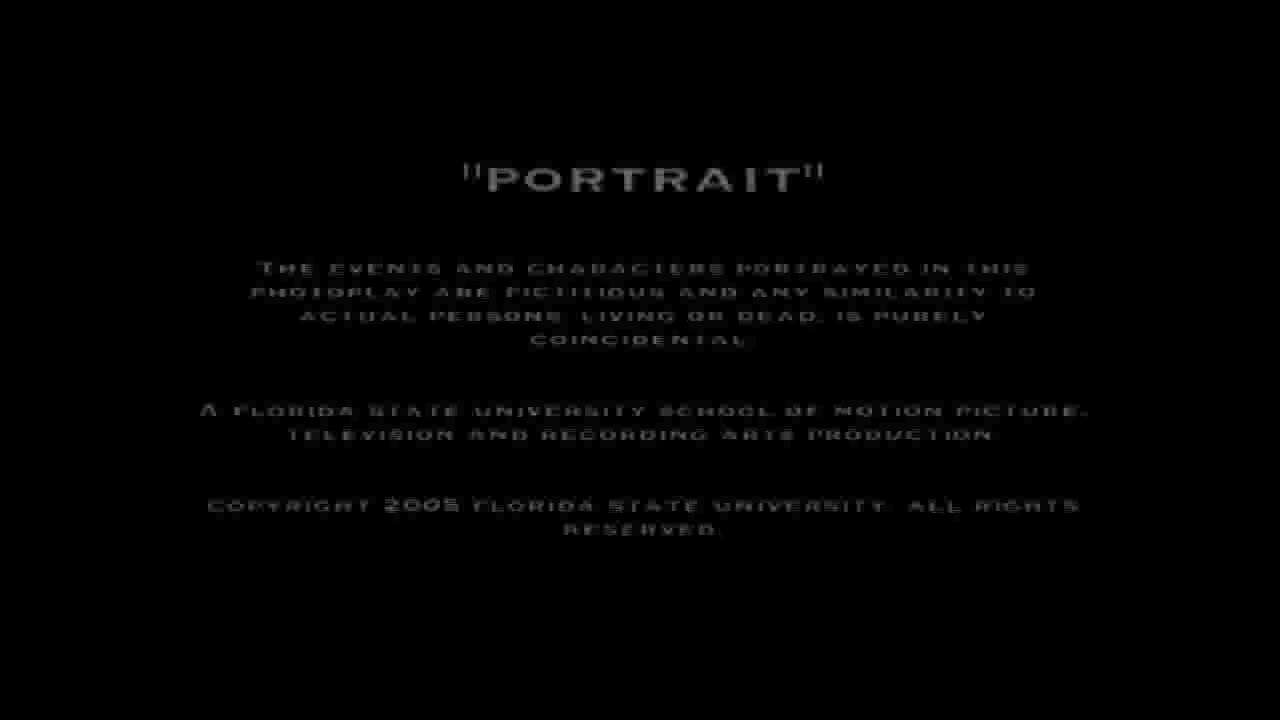 "PORTRAIT"
THE EVENTS AND CHARACTERS PORTRAYED IN THIS
PHOTOPLAY ARE FICTITIOUS AND ANY SIMILARITY TO
ACTUAL PERSONS, LIVING OR DEAD, IS PURELY
COINCIDENTAL.
A FLORIDA STATE UNIVERSITY SCHOOL OF MOTION PICTURE,
TELEVISION AND RECORDING ARTS PRODUCTION
COPYRIGHT 2005 FLORIDA STATE UNIVERSITY. ALL RIGHTS
RESERVED.